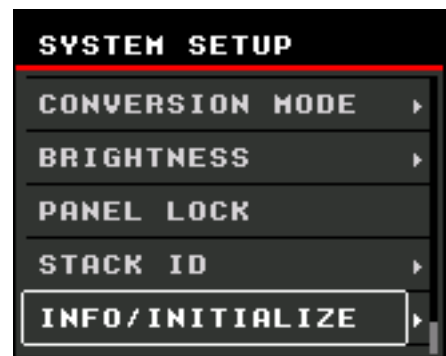 SYSTEM SETUP
CONVERSION MODE
BRIGHTNESS
PANEL LOCK
STACK ID
INFO/INITIALIZE